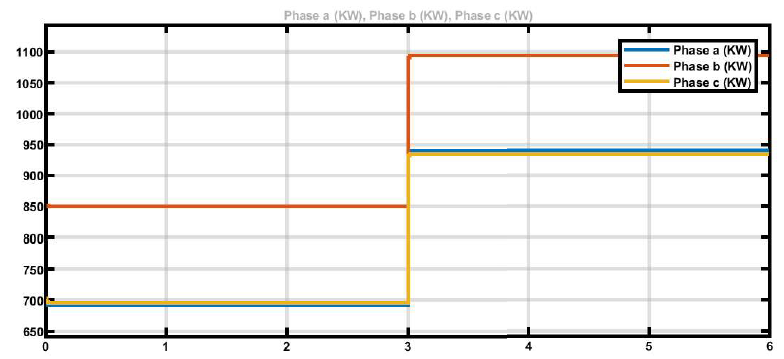 Phase a (KW), Phase b (KW), Phase c (KW)
1100
1050
1000
950
900
850
800
750
700
650
Phase a (KW)
Phase b (KW)
Phase c (KW)
0 1 2 3 4 5 6